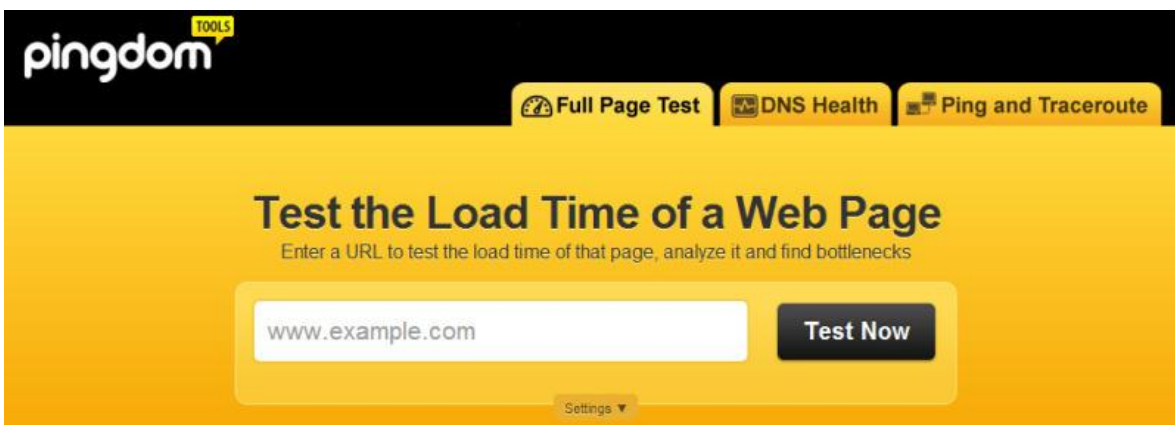 TOOLS
pingdom
Full Page Test DNS Health Ping and Traceroute
Test the Load Time of a Web Page
Enter a URL to test the load time of that page, analyze it and find bottlenecks
www.example.com Test Now
Settings ▼